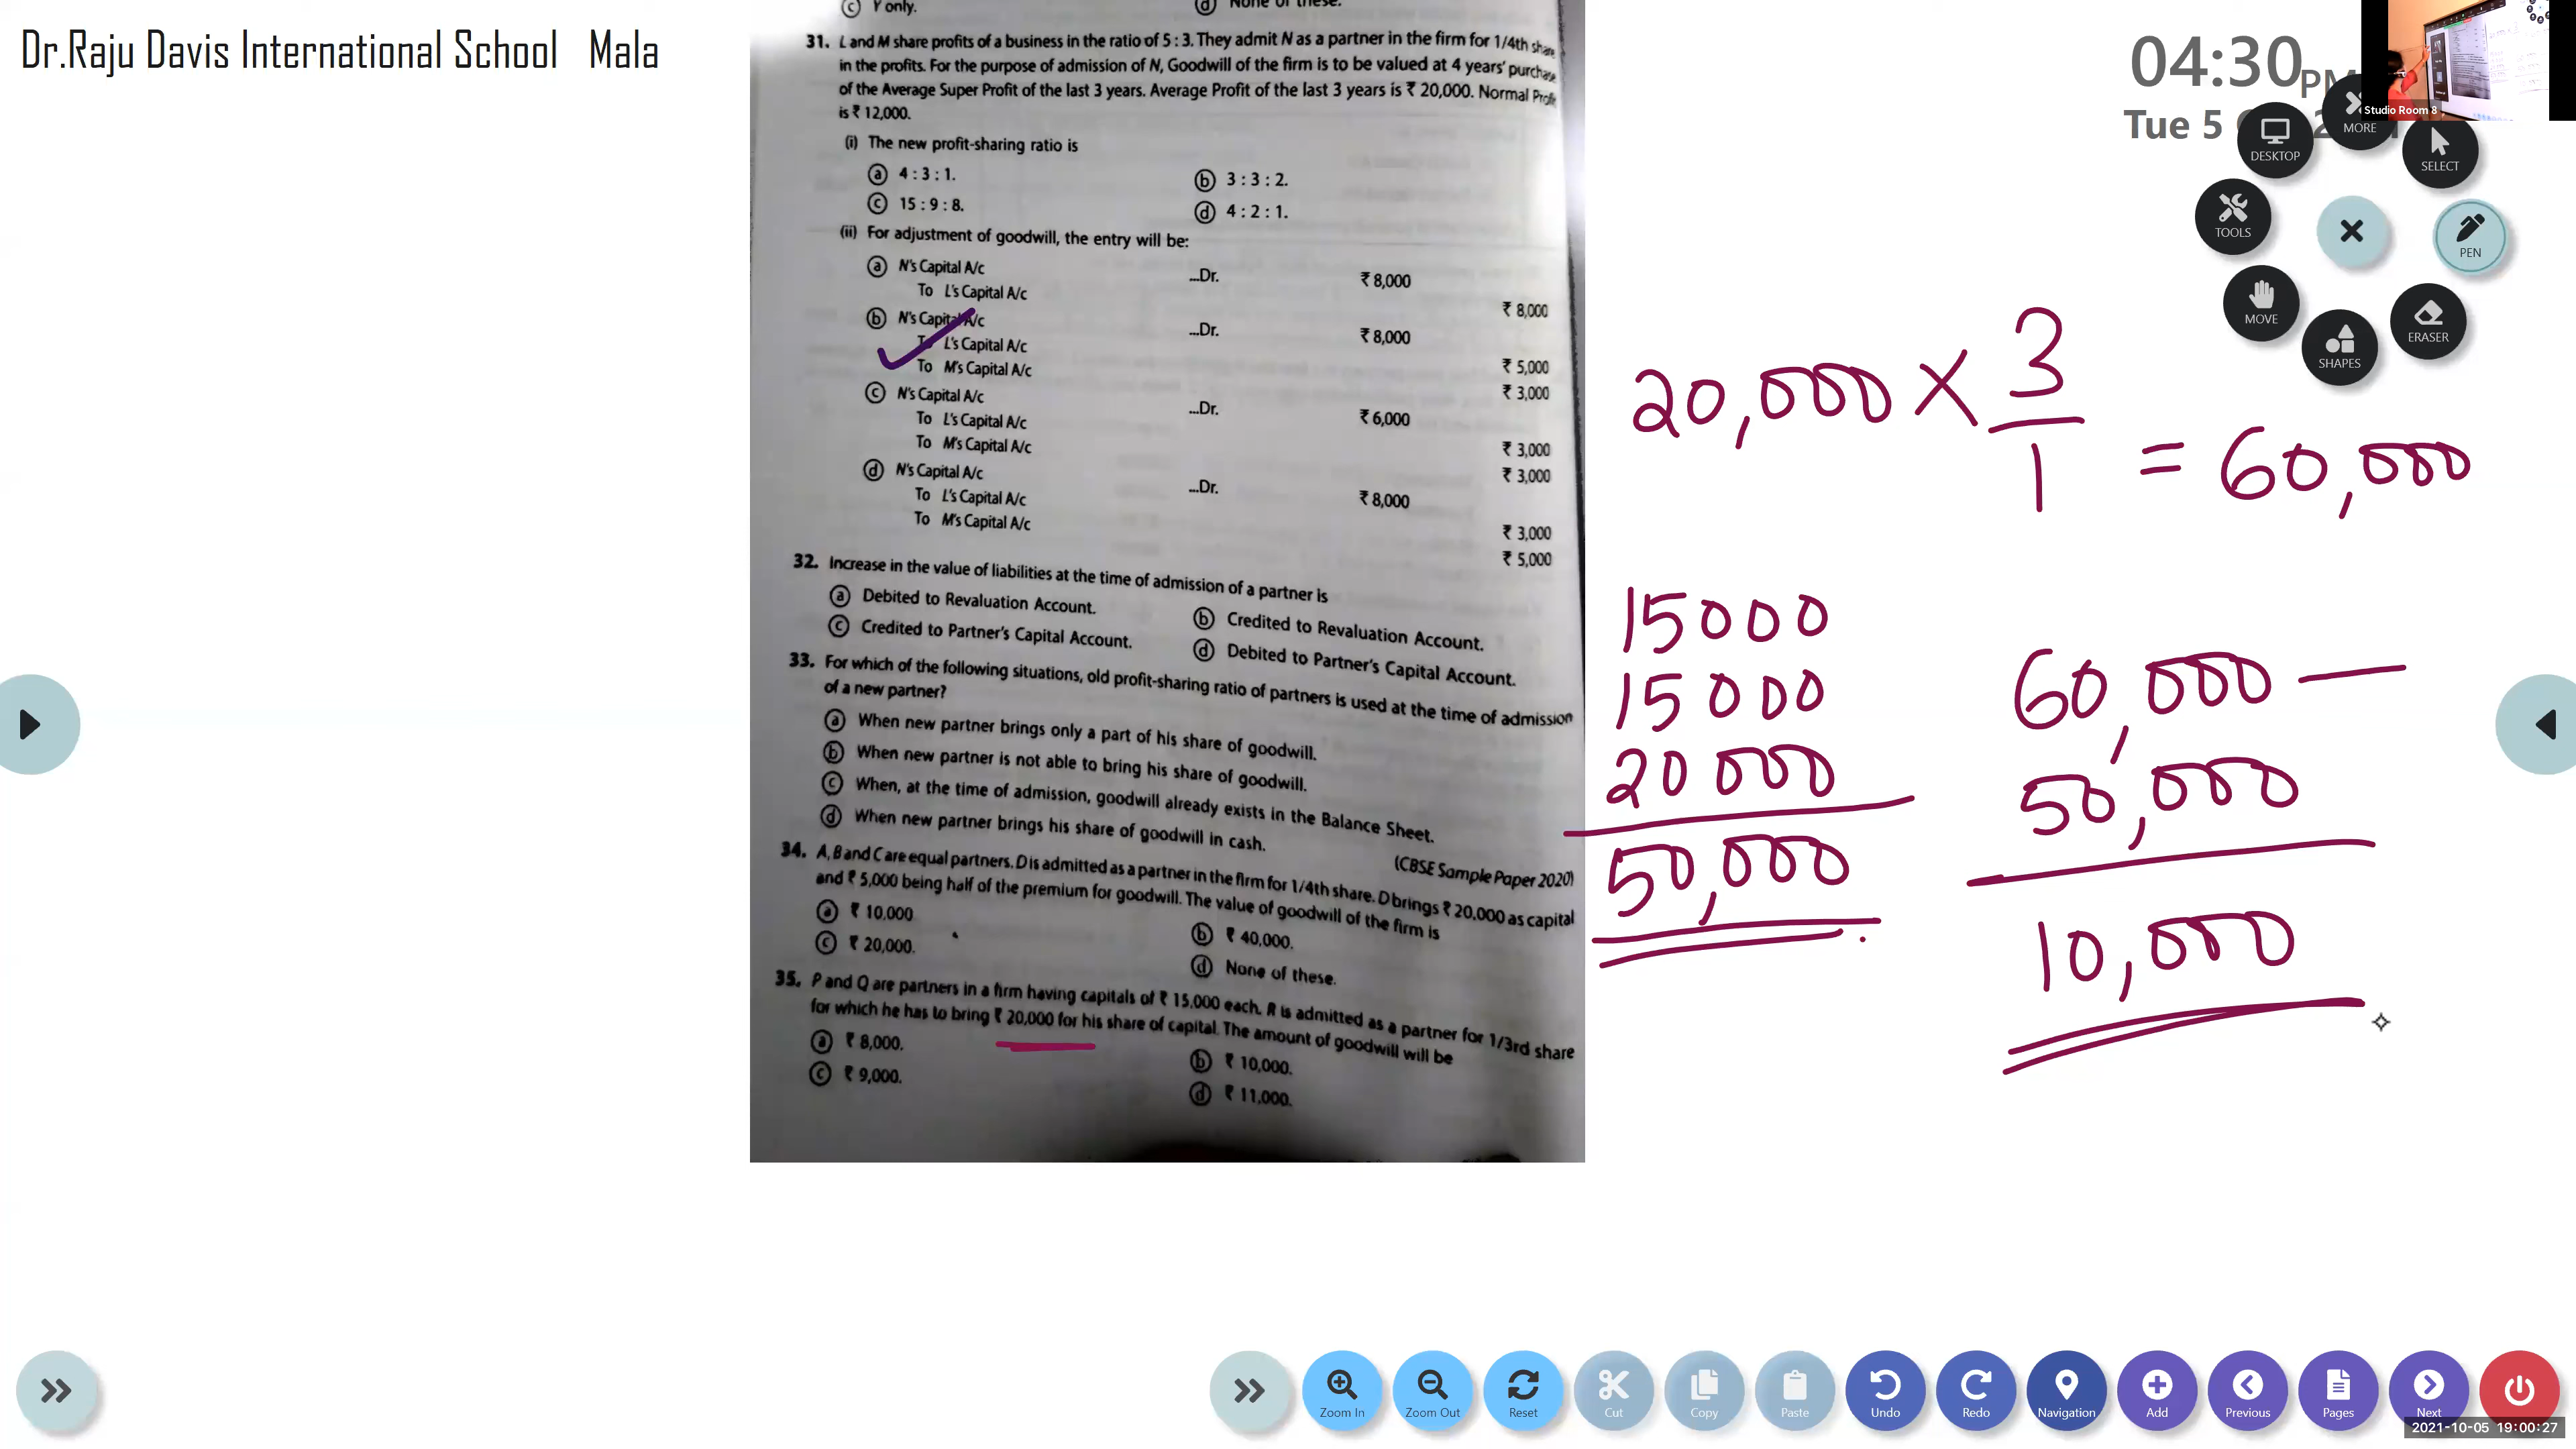 Dr.Raju Davis International School Mala
04:30PM
Tue 5
Studio Room 8
MORE
DESKTOP
SELECT
TOOLS
PEN
MOVE
ERASER
SHAPES
ⓒ Y only.
ⓓ None of these.
31. L and M share profits of a business in the ratio of 5 : 3. They admit N as a partner in the firm for 1/4th share
in the profits. For the purpose of admission of N, Goodwill of the firm is to be valued at 4 years' purchase
of the Average Super Profit of the last 3 years. Average Profit of the last 3 years is ₹ 20,000. Normal Profit
is ₹ 12,000.
(i) The new profit-sharing ratio is
ⓐ 4 : 3 : 1. ⓑ 3 : 3 : 2.
ⓒ 15 : 9 : 8. ⓓ 4 : 2 : 1.
(ii) For adjustment of goodwill, the entry will be:
ⓐ N's Capital A/c ...Dr. ₹ 8,000
To L's Capital A/c ₹ 8,000
ⓑ N's Capital A/c ...Dr. ₹ 8,000
To L's Capital A/c ₹ 5,000
To M's Capital A/c ₹ 3,000
ⓒ N's Capital A/c ...Dr. ₹ 6,000
To L's Capital A/c ₹ 3,000
To M's Capital A/c ₹ 3,000
ⓓ N's Capital A/c ...Dr. ₹ 8,000
To L's Capital A/c ₹ 3,000
To M's Capital A/c ₹ 5,000
32. Increase in the value of liabilities at the time of admission of a partner is
ⓐ Debited to Revaluation Account. ⓑ Credited to Revaluation Account.
ⓒ Credited to Partner's Capital Account. ⓓ Debited to Partner's Capital Account.
33. For which of the following situations, old profit-sharing ratio of partners is used at the time of admission
of a new partner?
ⓐ When new partner brings only a part of his share of goodwill.
ⓑ When new partner is not able to bring his share of goodwill.
ⓒ When, at the time of admission, goodwill already exists in the Balance Sheet.
ⓓ When new partner brings his share of goodwill in cash.
(CBSE Sample Paper 2020)
34. A, B and C are equal partners. D is admitted as a partner in the firm for 1/4th share. D brings ₹ 20,000 as capital
and ₹ 5,000 being half of the premium for goodwill. The value of goodwill of the firm is
ⓐ ₹ 10,000 ⓑ ₹ 40,000.
ⓒ ₹ 20,000. ⓓ None of these.
35. P and Q are partners in a firm having capitals of ₹ 15,000 each. R is admitted as a partner for 1/3rd share
for which he has to bring ₹ 20,000 for his share of capital. The amount of goodwill will be
ⓐ ₹ 8,000. ⓑ ₹ 10,000.
ⓒ ₹ 9,000. ⓓ ₹ 11,000.
20,000 × 3/1 = 60,000
15000
15000
20000
50,000
60,000 —
50,000
10,000
Zoom In Zoom Out Reset Cut Copy Paste Undo Redo Navigation Add Previous Pages Next
2021-10-05 19:00:27